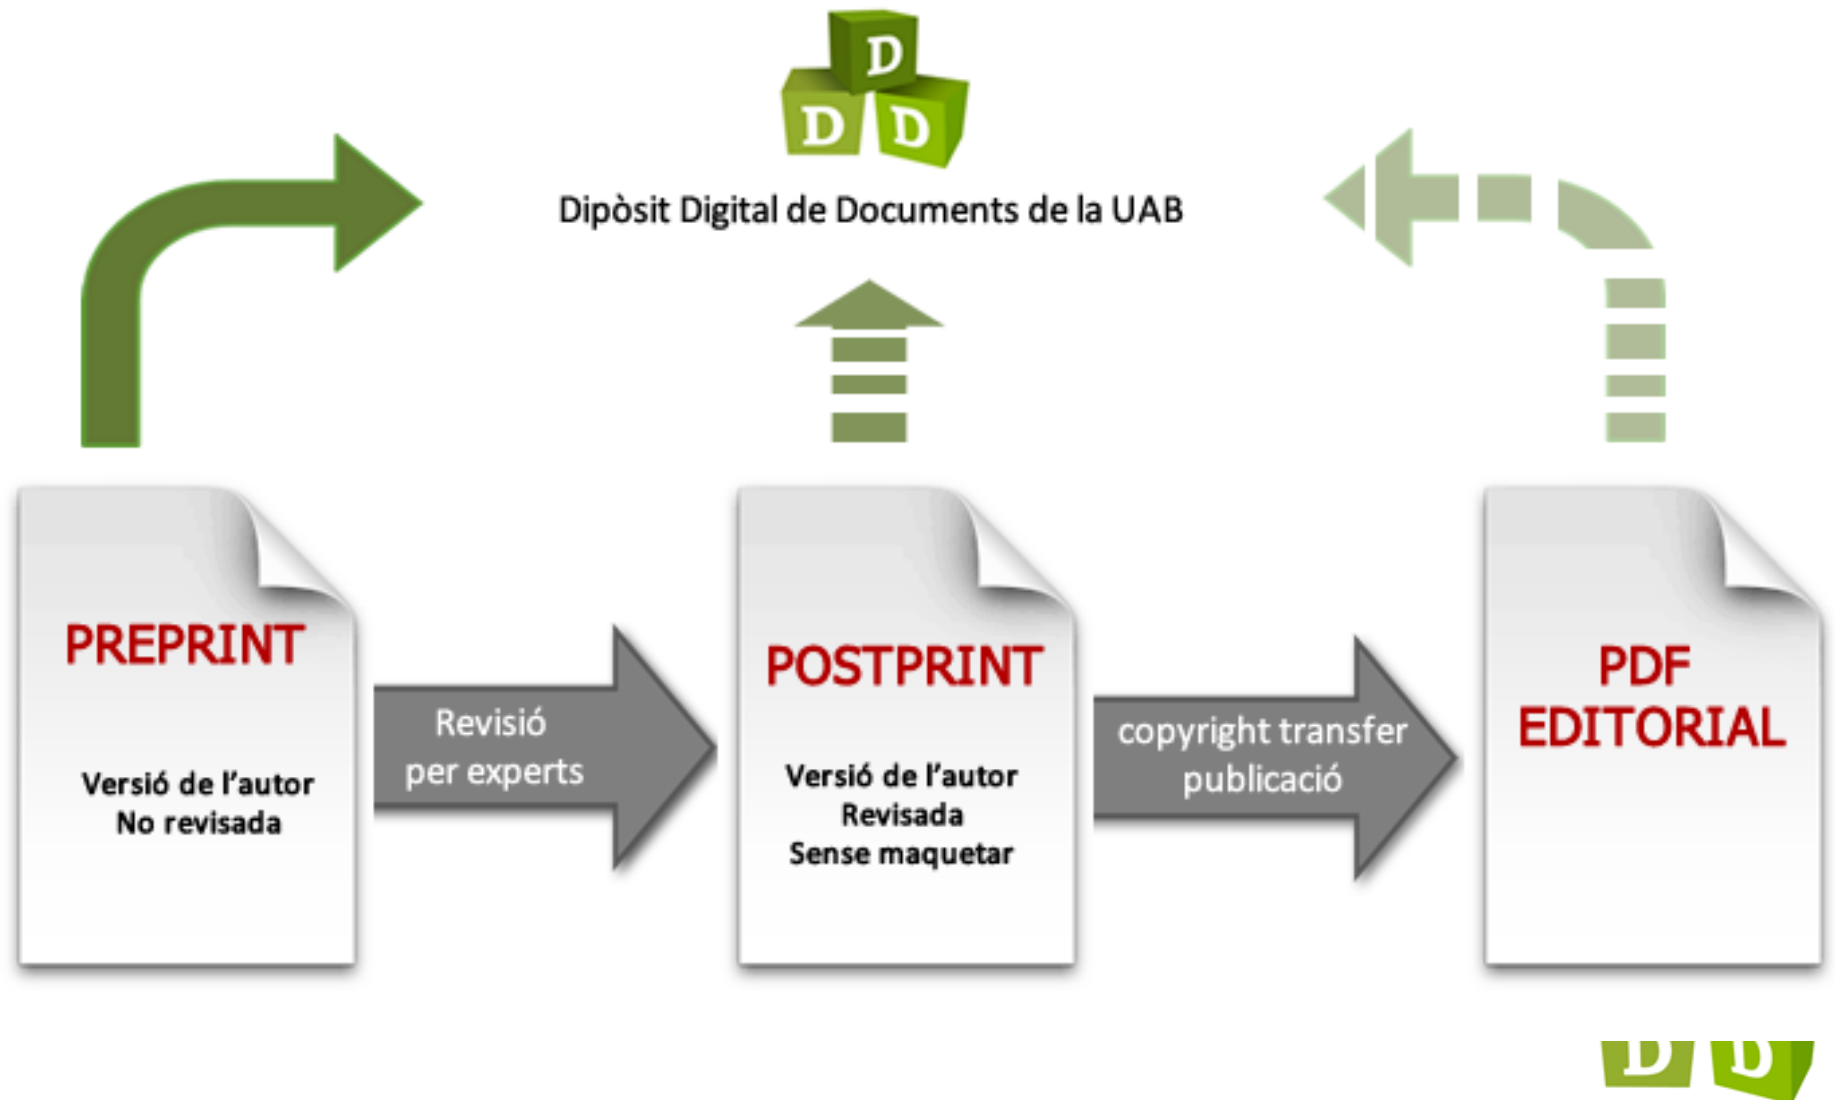 D
D D
Dipòsit Digital de Documents de la UAB
PREPRINT
Versió de l'autor
No revisada
Revisió
per experts
POSTPRINT
Versió de l'autor
Revisada
Sense maquetar
copyright transfer
publicació
PDF
EDITORIAL
D D